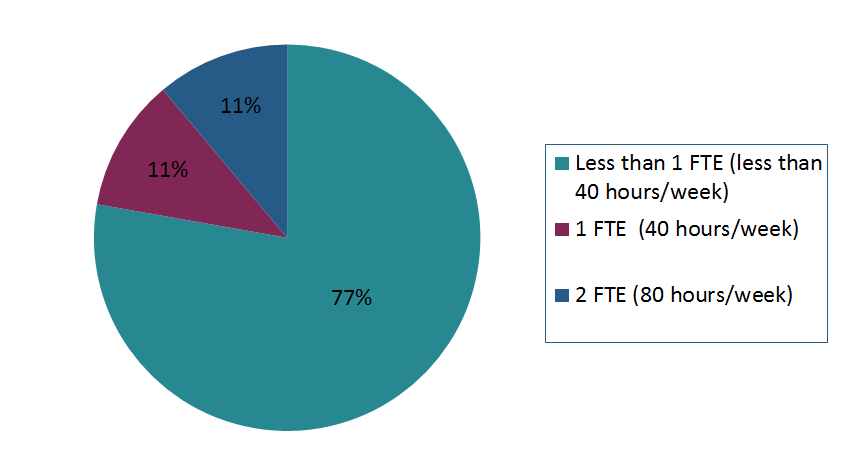 11%
11%
77%
Less than 1 FTE (less than
40 hours/week)
1 FTE  (40 hours/week)
2 FTE (80 hours/week)